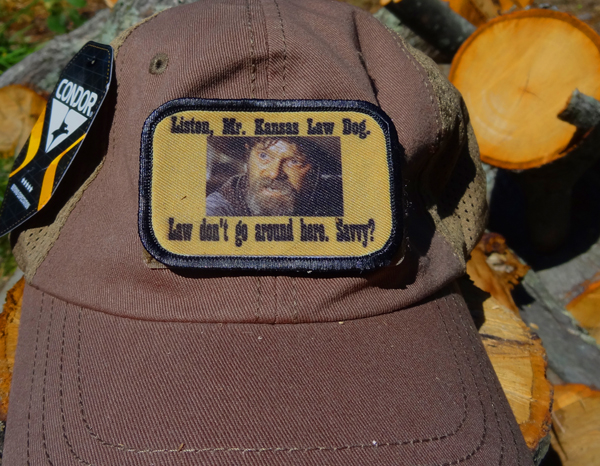 CONDOR
Listen, Mr. Kansas Law Dog.
Law don't go around here. Savvy?